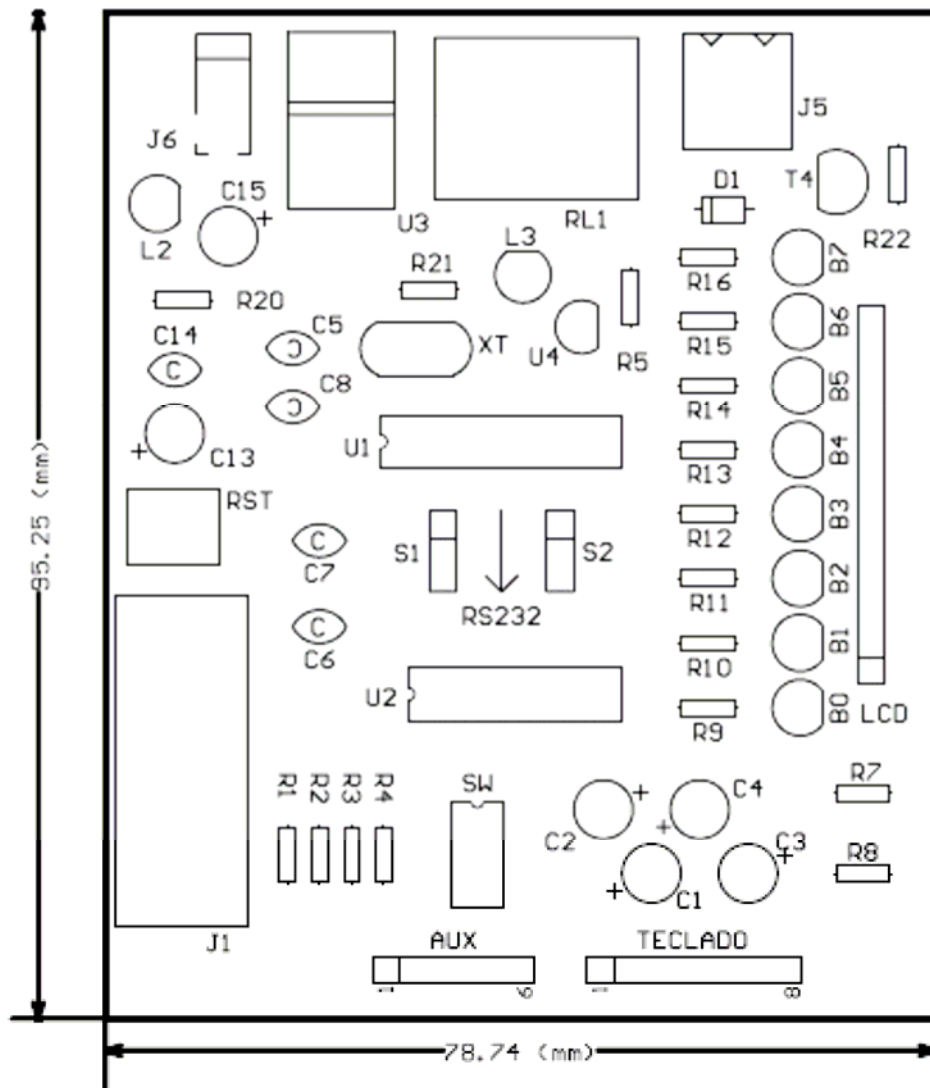 J6
C15
+
L2
U3
RL1
J5
D1
T4
R22
R20
R21
L3
R16
B7
C14
C
C5
C
XT
U4
R5
R15
B6
C8
C
R14
B5
C13
+
U1
R13
B4
RST
95.25 (mm)
C
C7
S1
S2
RS232
R12
B3
R11
B2
C
C6
R10
B1
U2
R9
B0
LCD
R1
R2
R3
R4
SW
C2
+
C4
+
C1
+
C3
+
R7
R8
J1
AUX
1
6
TECLADO
1
8
78.74 (mm)